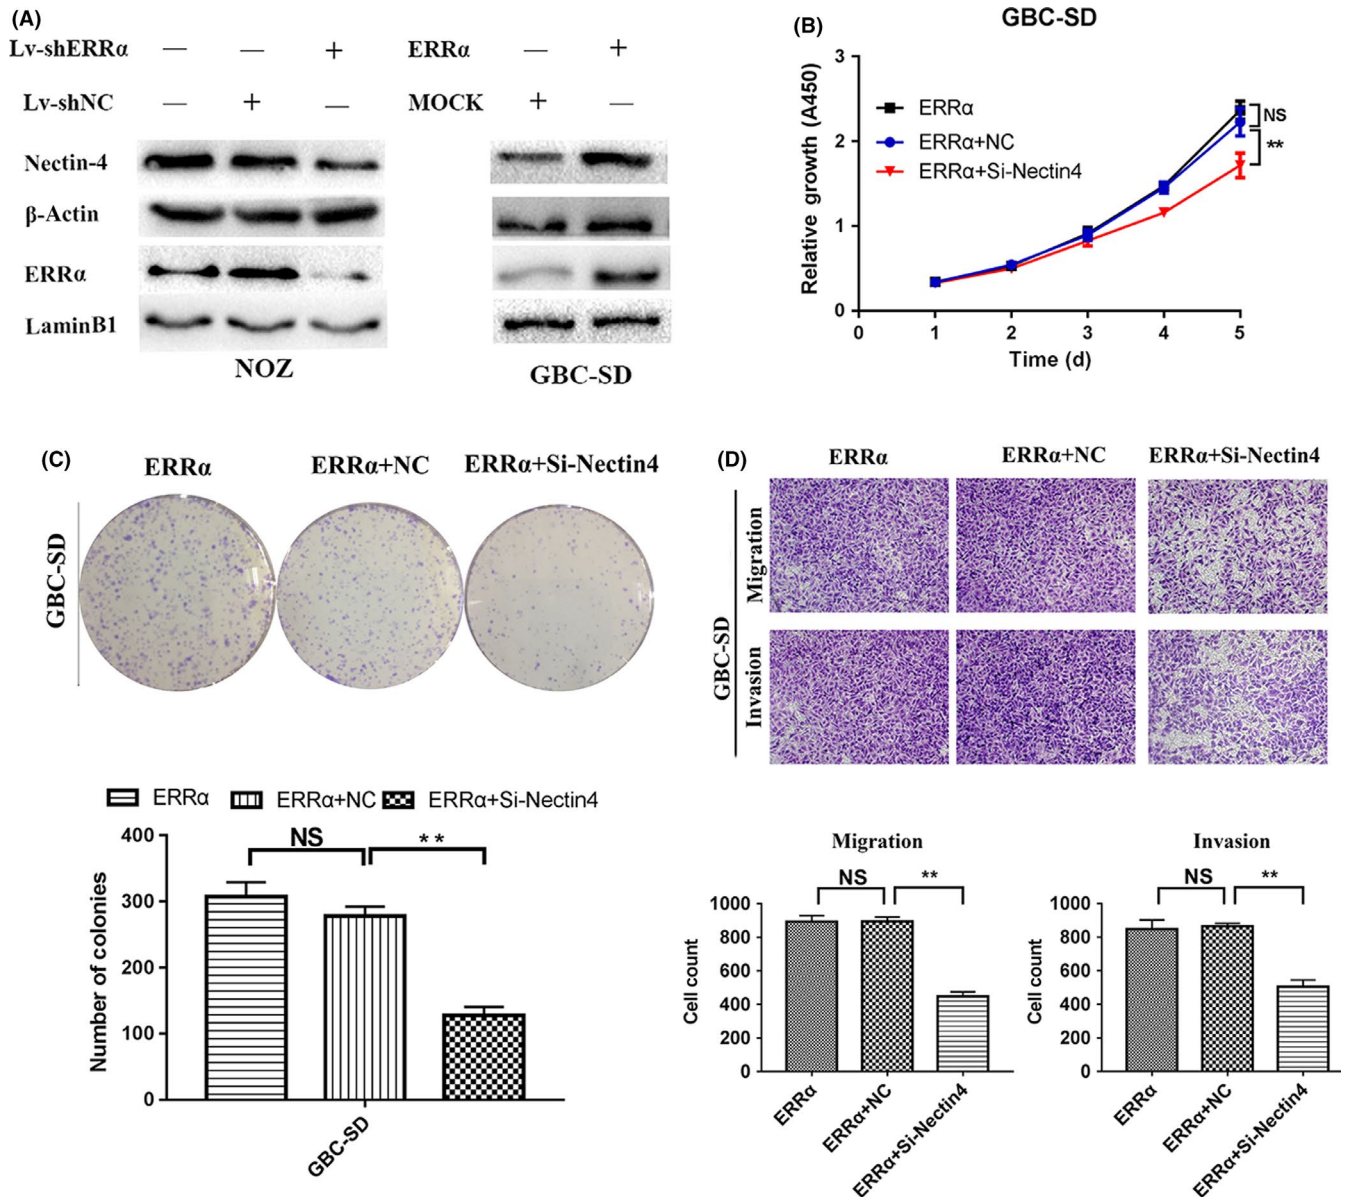 (A)
Lv-shERRα — — +
Lv-shNC — + —
ERRα — +
MOCK + —
Nectin-4
β-Actin
ERRα
LaminB1
NOZ
GBC-SD
(B)
GBC-SD
Relative growth (A450)
3
2
1
0
ERRα
ERRα+NC
ERRα+Si-Nectin4
NS
**
0 1 2 3 4 5
Time (d)
(C)
ERRα ERRα+NC ERRα+Si-Nectin4
GBC-SD
ERRα ERRα+NC ERRα+Si-Nectin4
Number of colonies
400
300
200
100
0
NS **
GBC-SD
(D)
ERRα ERRα+NC ERRα+Si-Nectin4
GBC-SD
Migration
Invasion
Migration
Cell count
1000
800
600
400
200
0
NS **
ERRα ERRα+NC ERRα+Si-Nectin4
Invasion
Cell count
1000
800
600
400
200
0
NS **
ERRα ERRα+NC ERRα+Si-Nectin4